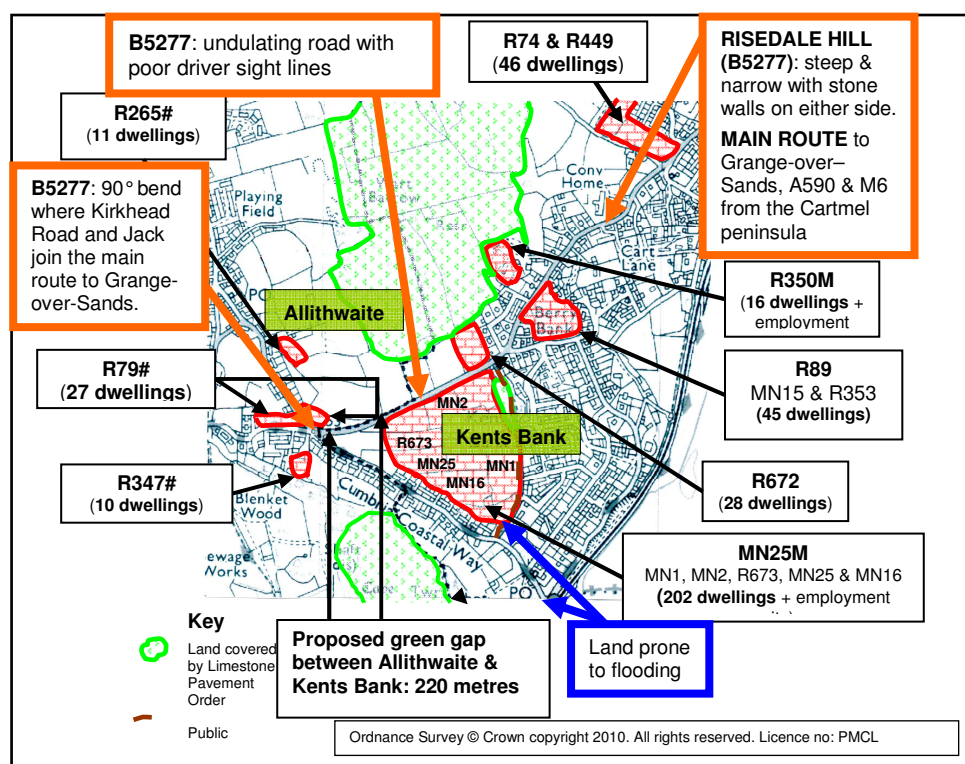 B5277: undulating road with
poor driver sight lines
R74 & R449
(46 dwellings)
RISEDALE HILL
(B5277): steep &
narrow with stone
walls on either side.
MAIN ROUTE to
Grange-over–
Sands, A590 & M6
from the Cartmel
peninsula
R265#
(11 dwellings)
B5277: 90° bend
where Kirkhead
Road and Jack
join the main
route to Grange-
over-Sands.
Playing
Field
Conv
Home
Cart
Lane
PO
Allithwaite
R350M
(16 dwellings +
employment
Berry
Bank
R79#
(27 dwellings)
R89
MN15 & R353
(45 dwellings)
MN2
Kents Bank
R673
MN25
MN1
MN16
R347#
(10 dwellings)
R672
(28 dwellings)
Blenket
Wood
Cumbria Coastal Way
ewage
Works
PO
MN25M
MN1, MN2, R673, MN25 & MN16
(202 dwellings + employment
Key
Land covered
by Limestone
Pavement
Order
Public
Proposed green gap
between Allithwaite &
Kents Bank: 220 metres
Land prone
to flooding
Ordnance Survey © Crown copyright 2010. All rights reserved. Licence no: PMCL